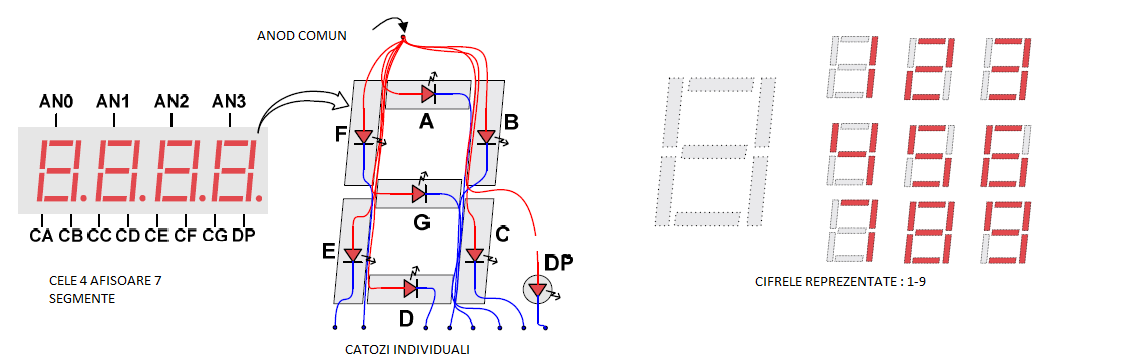 ANOD COMUN
AN0 AN1 AN2 AN3
CA CB CC CD CE CF CG DP
CELE 4 AFISOARE 7
SEGMENTE
A
F
B
G
E
C
D
DP
CATOZI INDIVIDUALI
CIFRELE REPREZENTATE : 1-9